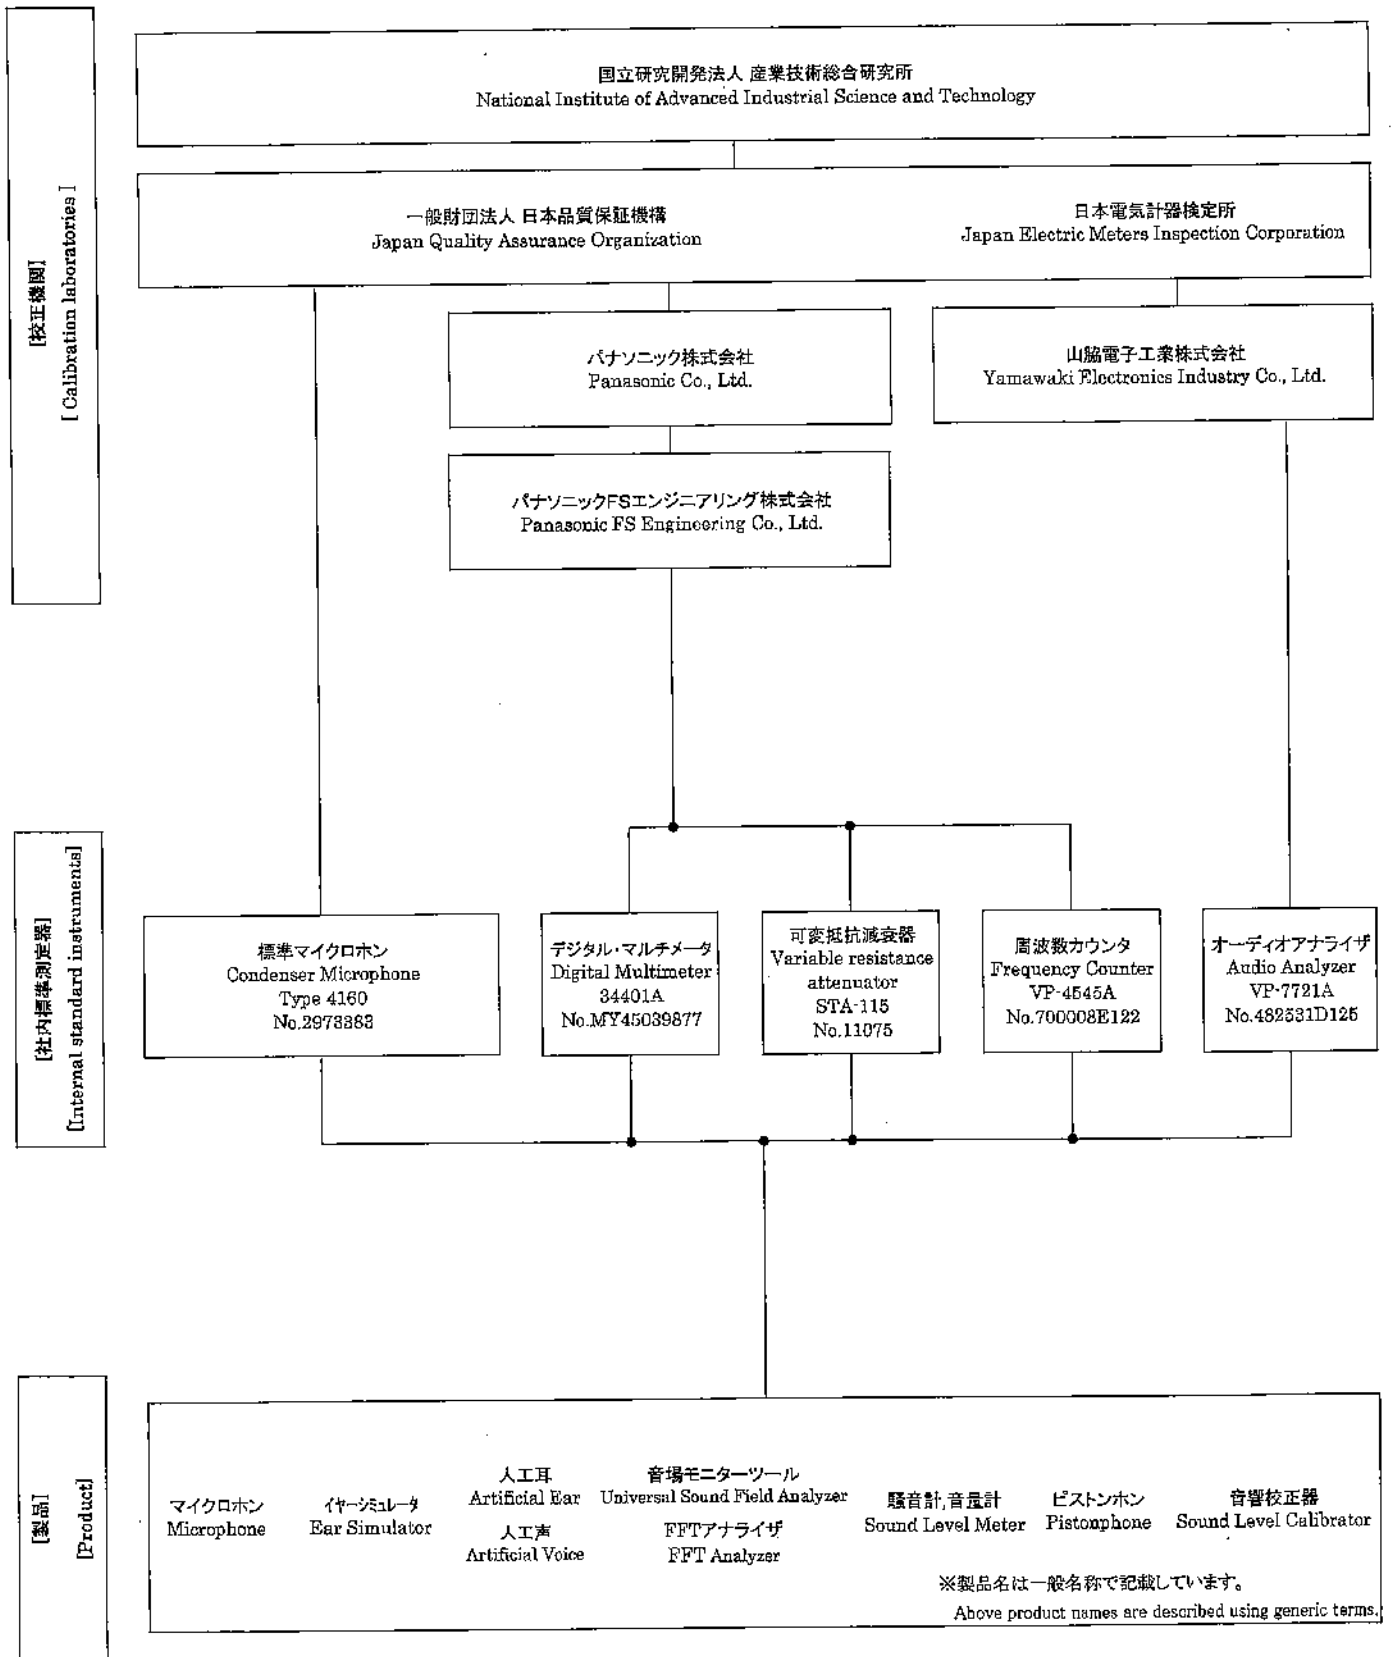 [校正機関]
[ Calibration laboratories ]
国立研究開発法人 産業技術総合研究所
National Institute of Advanced Industrial Science and Technology
一般財団法人 日本品質保証機構
Japan Quality Assurance Organization
日本電気計器検定所
Japan Electric Meters Inspection Corporation
パナソニック株式会社
Panasonic Co., Ltd.
山脇電子工業株式会社
Yamawaki Electronics Industry Co., Ltd.
パナソニックFSエンジニアリング株式会社
Panasonic FS Engineering Co., Ltd.
[社内標準測定器]
[Internal standard instruments]
標準マイクロホン
Condenser Microphone
Type 4160
No.2973383
デジタル・マルチメータ
Digital Multimeter
34401A
No.MY45039877
可変抵抗減衰器
Variable resistance
attenuator
STA-115
No.11075
周波数カウンタ
Frequency Counter
VP-4545A
No.700008E122
オーディオアナライザ
Audio Analyzer
VP-7721A
No.482531D125
[製品]
[Product]
マイクロホン
Microphone
イヤーシミュレータ
Ear Simulator
人工耳
Artificial Ear
人工声
Artificial Voice
音場モニターツール
Universal Sound Field Analyzer
FFTアナライザ
FFT Analyzer
騒音計,音量計
Sound Level Meter
ピストンホン
Pistonphone
音響校正器
Sound Level Calibrator
※製品名は一般名称で記載しています。
Above product names are described using generic terms.